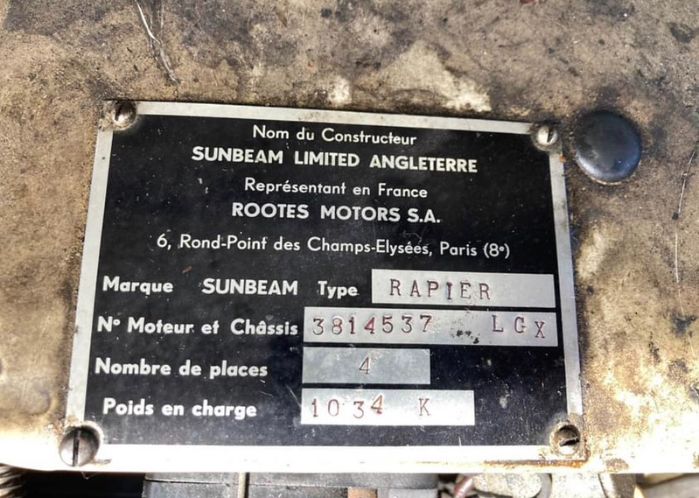 Nom du Constructeur
SUNBEAM LIMITED ANGLETERRE
Représentant en France
ROOTES MOTORS S.A.
6, Rond-Point des Champs-Elysées, Paris (8e)
Marque SUNBEAM Type RAPIER
No Moteur et Châssis 3814537 LGX
Nombre de places 4
Poids en charge 1034 K